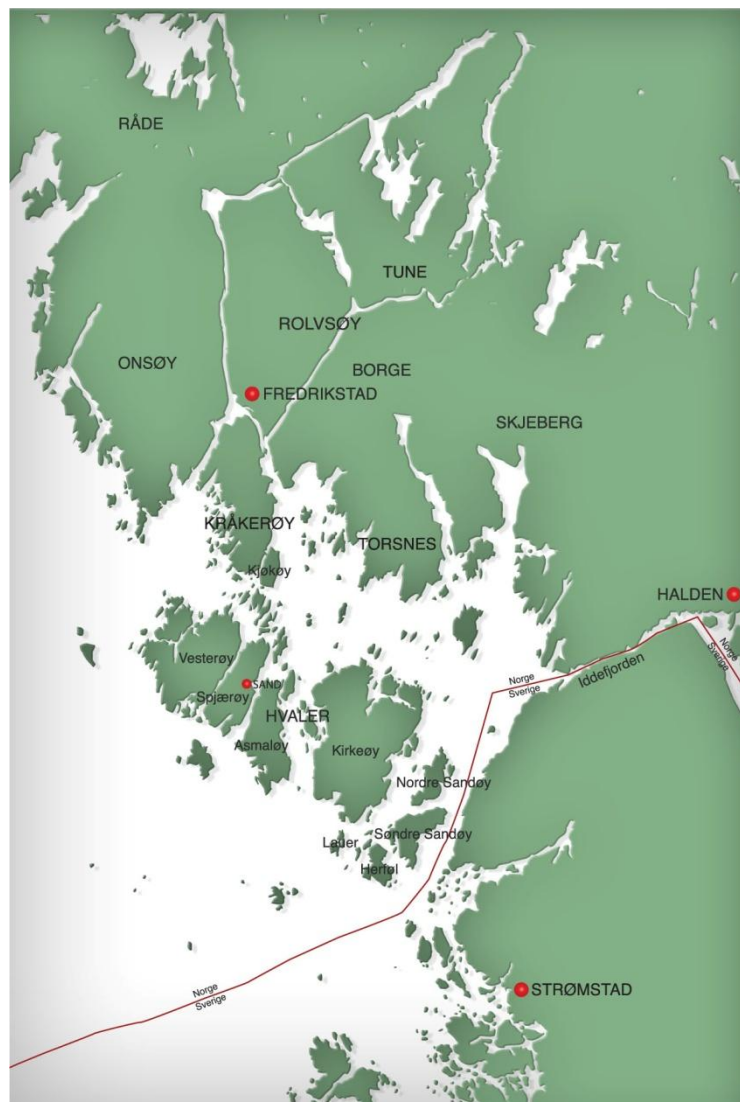 RÅDE
TUNE
ROLVSØY
ONSØY
BORGE
FREDRIKSTAD
SKJEBERG
KRÅKERØY
TORSNES
Kjøkøy
HALDEN
Norge
Sverige
Vesterøy
Iddefjorden
Norge
Sverige
SAND
Spjærøy
HVALER
Asmaløy
Kirkeøy
Nordre Sandøy
Søndre Sandøy
Lauer
Herføl
Norge
Sverige
STRØMSTAD